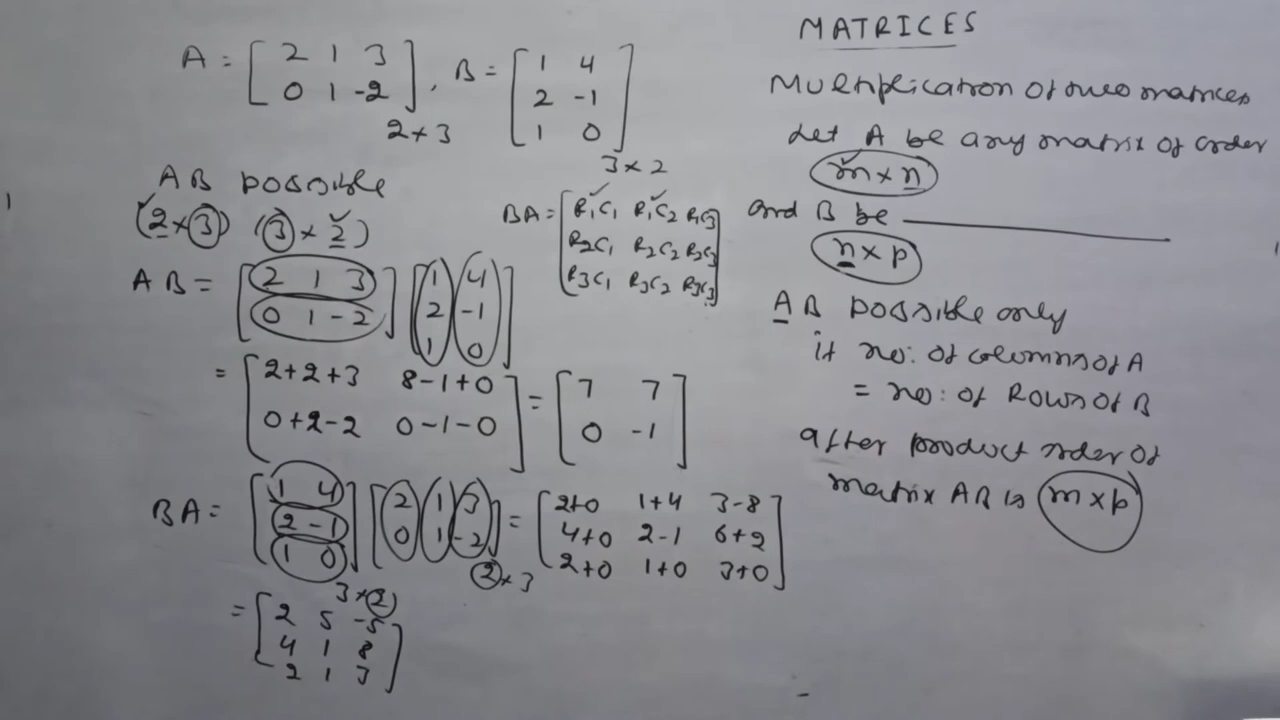 MATRICES
Multiplication of two matrices
Let A be any matrix of order
m × n
and B be ________
n × p
AB possible only
if no: of columns of A
= no: of Rows of B
after product order of
matrix AB is m × p
A = [ 2 1 3
0 1 -2 ] 2×3 , B = [ 1 4
2 -1
1 0 ] 3×2
AB possible
(2×3) (3×2)
AB = [ 2 1 3
0 1 -2 ] [ 1 4
2 -1
1 0 ]
= [ 2+2+3 8-1+0
0+2-2 0-1-0 ] = [ 7 7
0 -1 ]
BA = [ R1C1 R1C2 R1C3
R2C1 R2C2 R2C3
R3C1 R3C2 R3C3 ]
BA = [ 1 4
2 -1
1 0 ] 3×2 [ 2 1 3
0 1 -2 ] 2×3 = [ 2+0 1+4 3-8
4+0 2-1 6+2
2+0 1+0 3+0 ]
= [ 2 5 -5
4 1 8
2 1 3 ]